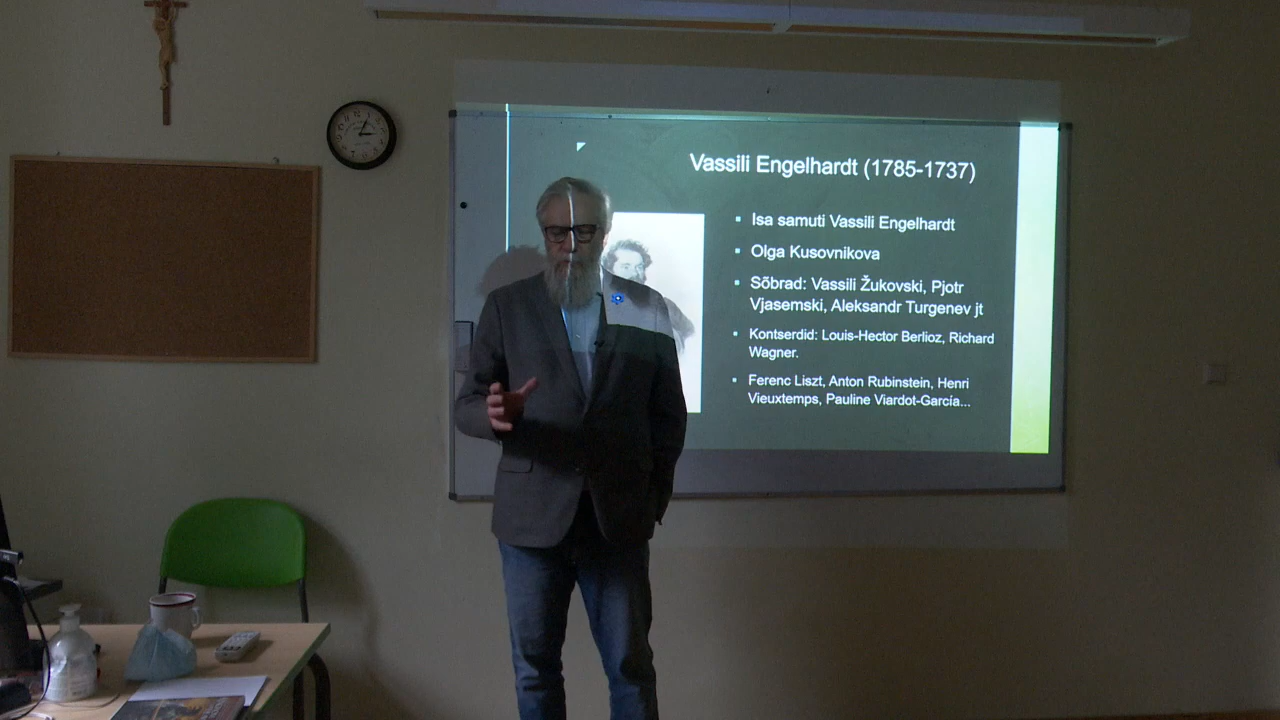 Vassili Engelhardt (1785-1737)
Isa samuti Vassili Engelhardt
Olga Kusovnikova
Sõbrad: Vassili Žukovski, Pjotr
Vjasemski, Aleksandr Turgenev jt
Kontserdid: Louis-Hector Berlioz, Richard
Wagner.
Ferenc Liszt, Anton Rubinstein, Henri
Vieuxtemps, Pauline Viardot-García...